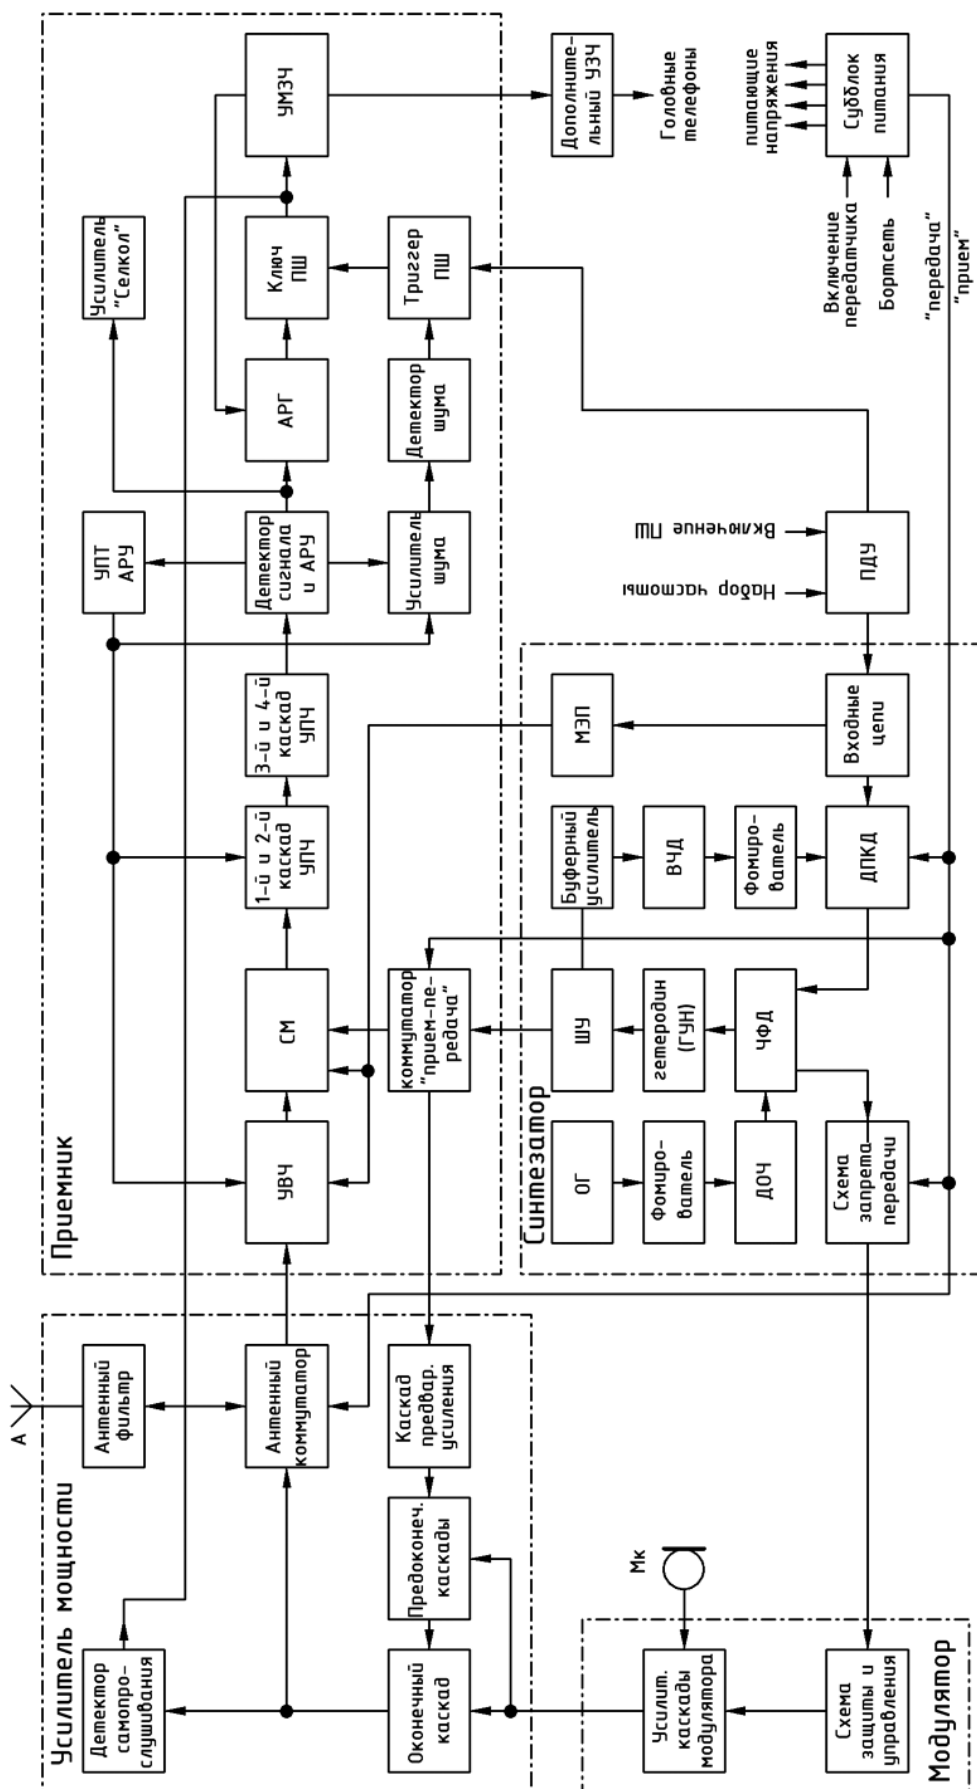 А
Усилитель мощности
Детектор
самопро-
слушивания
Антенный
фильтр
Антенный
коммутатор
Каскад
предвар.
усиления
Предоконеч.
каскады
Оконечный
каскад
Модулятор
Усилит.
каскады
модулятора
Схема
защиты и
управления
Мк
Приемник
УВЧ
СМ
1-й и 2-й
каскад
УПЧ
3-й и 4-й
каскад
УПЧ
Детектор
сигнала
и АРУ
УПТ
АРУ
АРГ
Ключ
ПШ
УМЗЧ
Усилитель
"Селкол"
коммутатор
"прием-пе-
редача"
Усилитель
шума
Детектор
шума
Триггер
ПШ
Дополните-
льный УЗЧ
Головные
телефоны
Синтезатор
ОГ
Фомиро-
ватель
ДОЧ
Схема
запрета
передачи
ШУ
гетеродин
(ГУН)
ЧФД
Буферный
усилитель
ВЧД
Фомиро-
ватель
ДПКД
МЭП
Входные
цепи
ПДУ
Набор частоты
Включение ПШ
питающие
напряжения
Субблок
питания
Включение
передатчика
Бортсеть
"передача"
"прием"